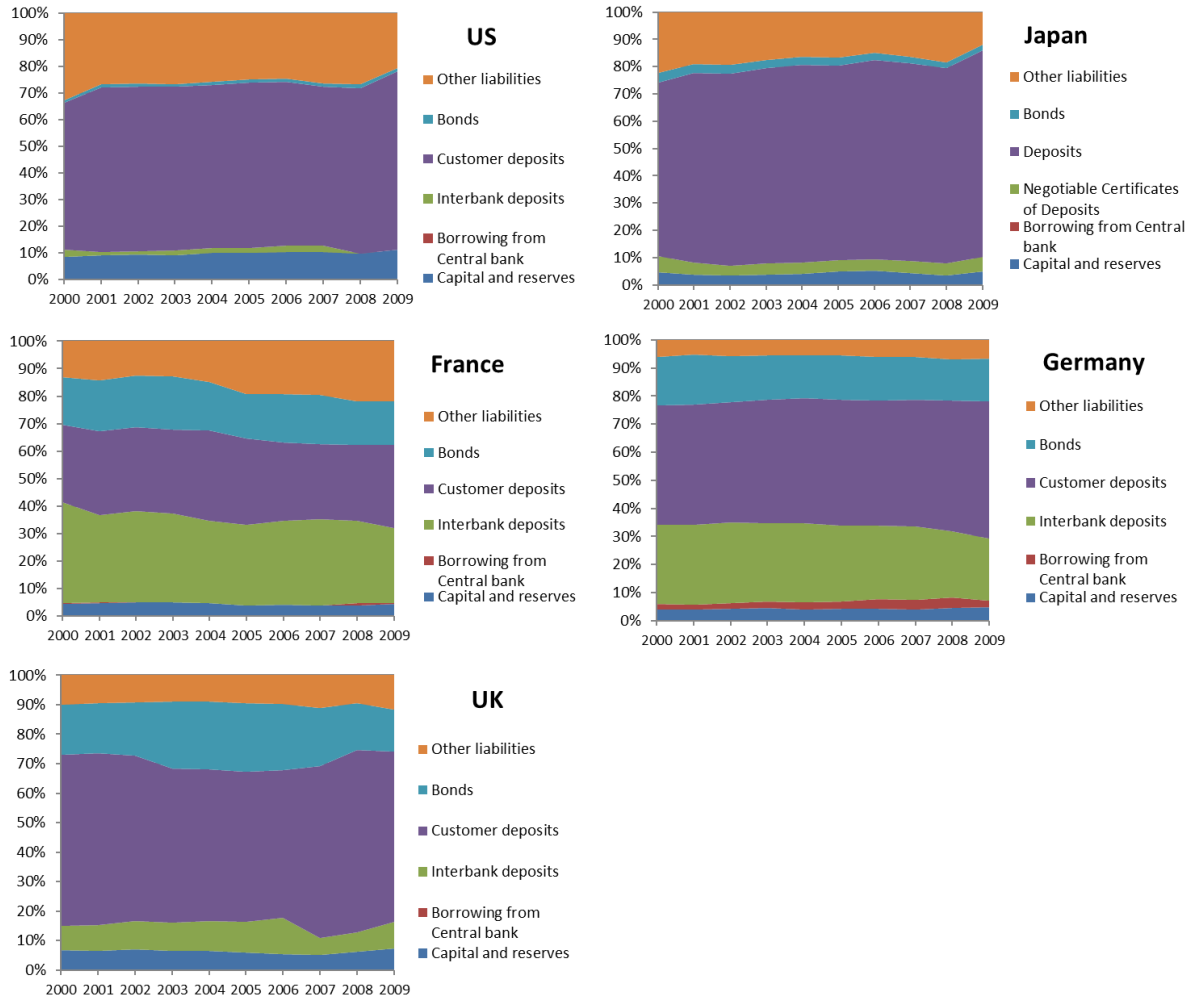 US
100%
90%
80%
70%
60%
50%
40%
30%
20%
10%
0%
2000 2001 2002 2003 2004 2005 2006 2007 2008 2009
Other liabilities
Bonds
Customer deposits
Interbank deposits
Borrowing from
Central bank
Capital and reserves
Japan
100%
90%
80%
70%
60%
50%
40%
30%
20%
10%
0%
2000 2001 2002 2003 2004 2005 2006 2007 2008 2009
Other liabilities
Bonds
Deposits
Negotiable Certificates
of Deposits
Borrowing from Central
bank
Capital and reserves
France
100%
90%
80%
70%
60%
50%
40%
30%
20%
10%
0%
2000 2001 2002 2003 2004 2005 2006 2007 2008 2009
Other liabilities
Bonds
Customer deposits
Interbank deposits
Borrowing from
Central bank
Capital and reserves
Germany
100%
90%
80%
70%
60%
50%
40%
30%
20%
10%
0%
2000 2001 2002 2003 2004 2005 2006 2007 2008 2009
Other liabilities
Bonds
Customer deposits
Interbank deposits
Borrowing from
Central bank
Capital and reserves
UK
100%
90%
80%
70%
60%
50%
40%
30%
20%
10%
0%
2000 2001 2002 2003 2004 2005 2006 2007 2008 2009
Other liabilities
Bonds
Customer deposits
Interbank deposits
Borrowing from
Central bank
Capital and reserves